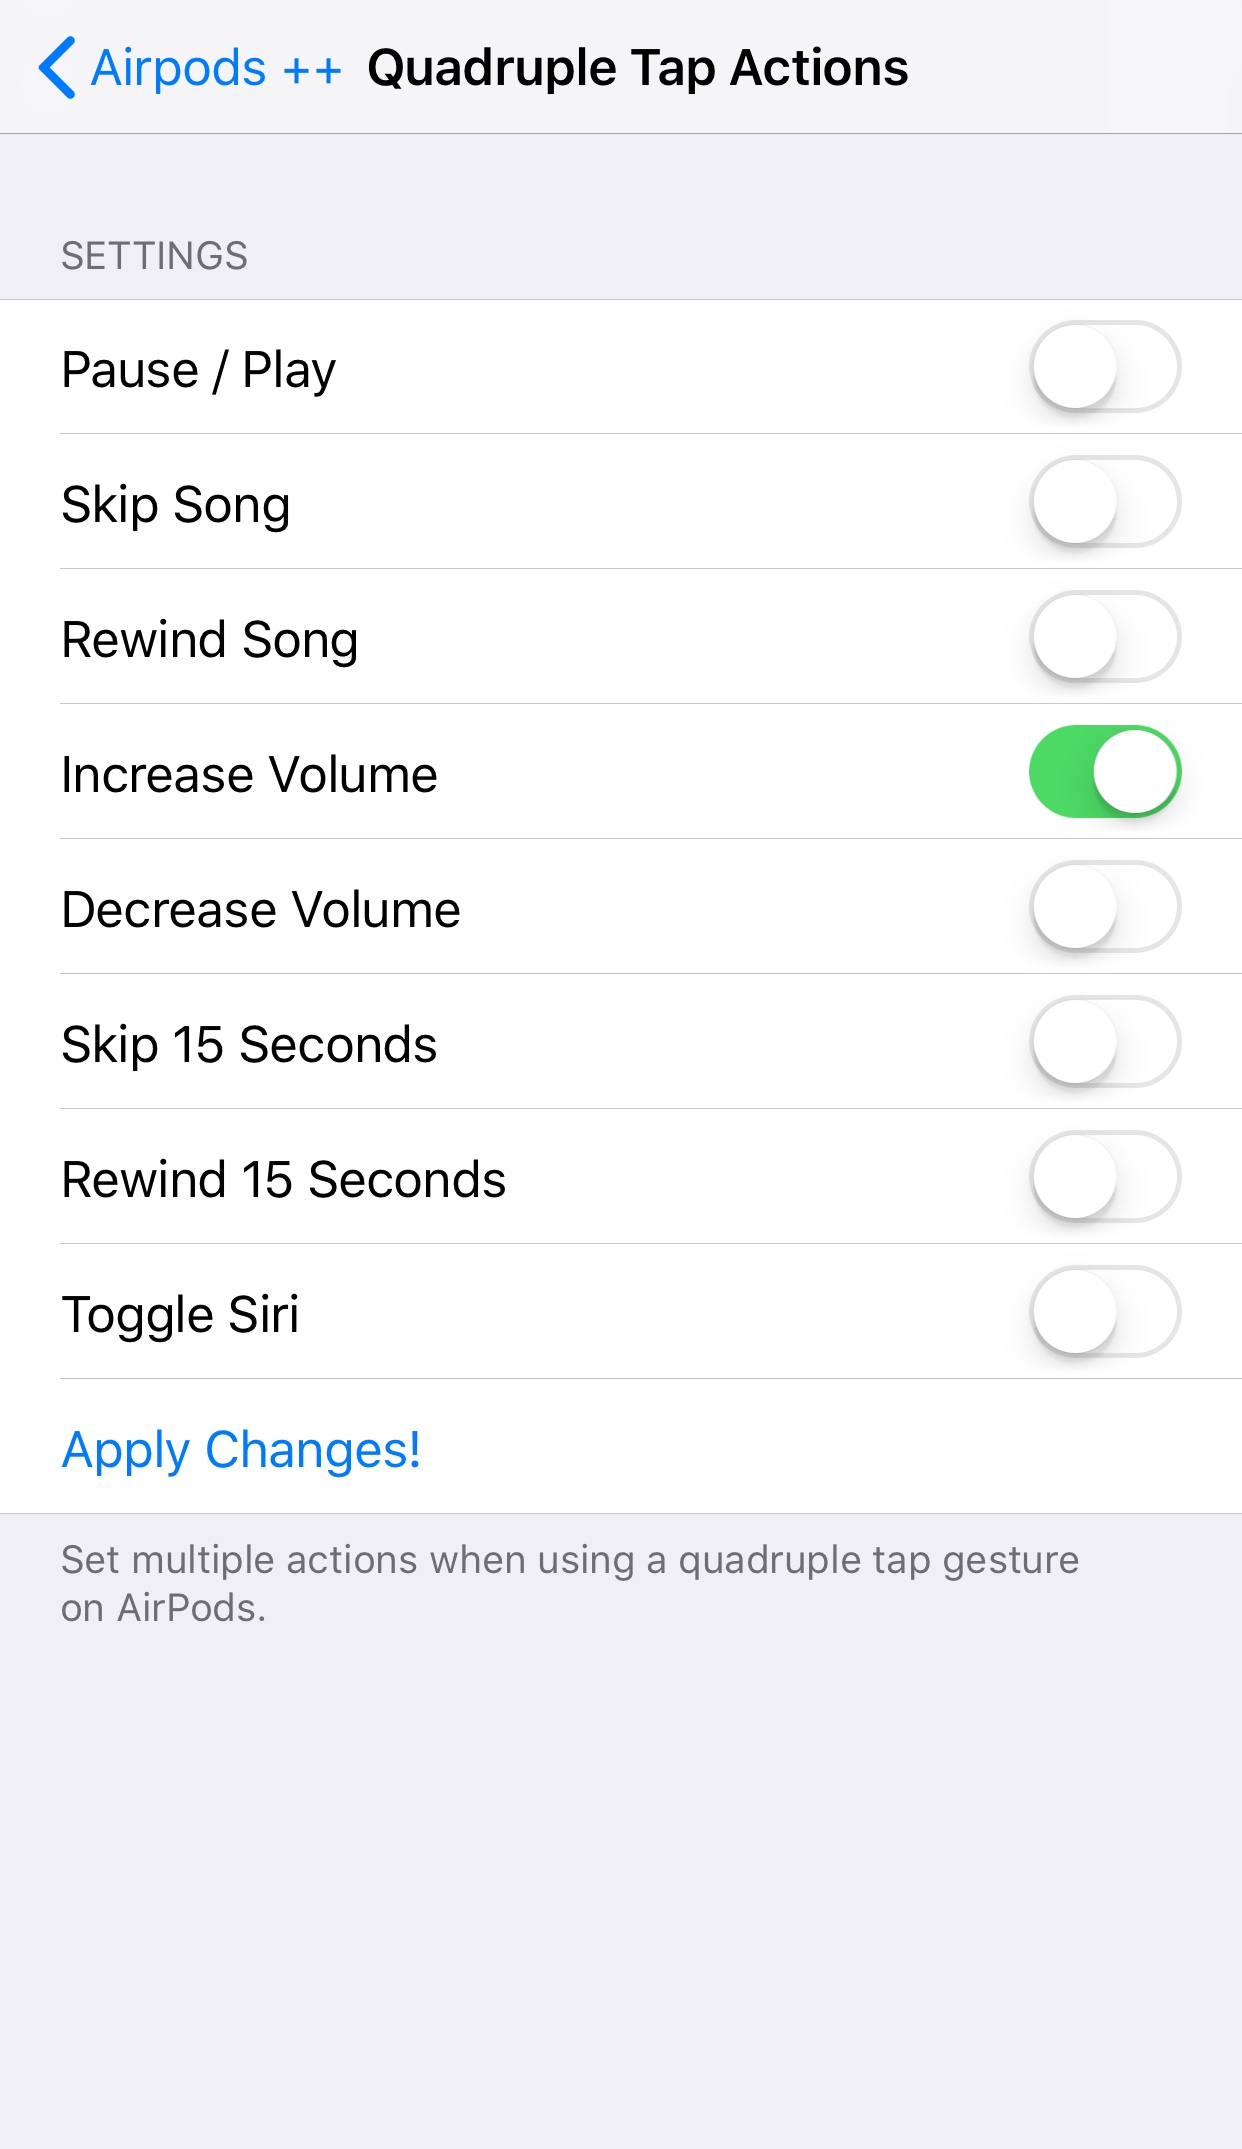 Airpods ++ Quadruple Tap Actions
SETTINGS
Pause / Play
Skip Song
Rewind Song
Increase Volume
Decrease Volume
Skip 15 Seconds
Rewind 15 Seconds
Toggle Siri
Apply Changes!
Set multiple actions when using a quadruple tap gesture
on AirPods.